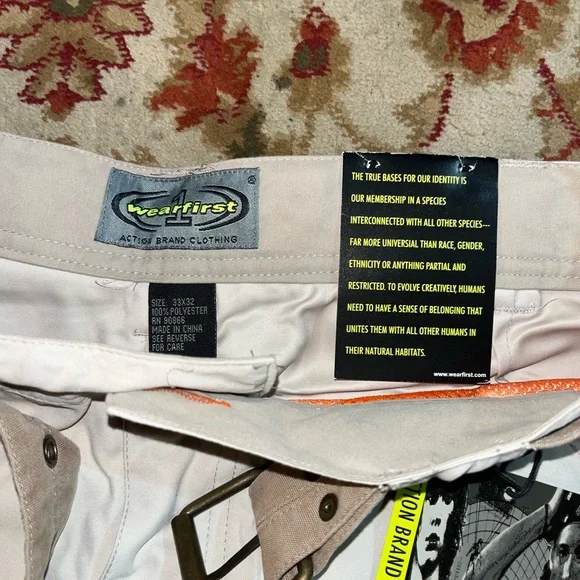 wearfirst
1
®
ACTION BRAND CLOTHING
SIZE: 33X32
100% POLYESTER
RN 90866
MADE IN CHINA
SEE REVERSE
FOR CARE
THE TRUE BASES FOR OUR IDENTITY IS
OUR MEMBERSHIP IN A SPECIES
INTERCONNECTED WITH ALL OTHER SPECIES---
FAR MORE UNIVERSIAL THAN RACE, GENDER,
ETHNICITY OR ANYTHING PARTIAL AND
RESTRICTED. TO EVOLVE CREATIVELY, HUMANS
NEED TO HAVE A SENSE OF BELONGING THAT
UNITES THEM WITH ALL OTHER HUMANS IN
THEIR NATURAL HABITATS.
www.wearfirst.com
TION BRAND